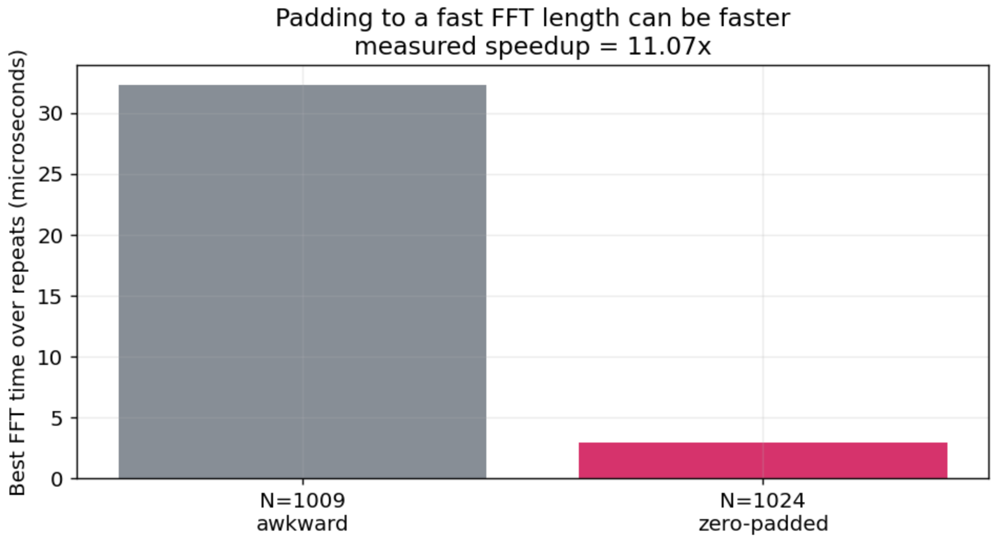 Padding to a fast FFT length can be faster
measured speedup = 11.07x
Best FFT time over repeats (microseconds)
30
25
20
15
10
5
0
N=1009
awkward
N=1024
zero-padded